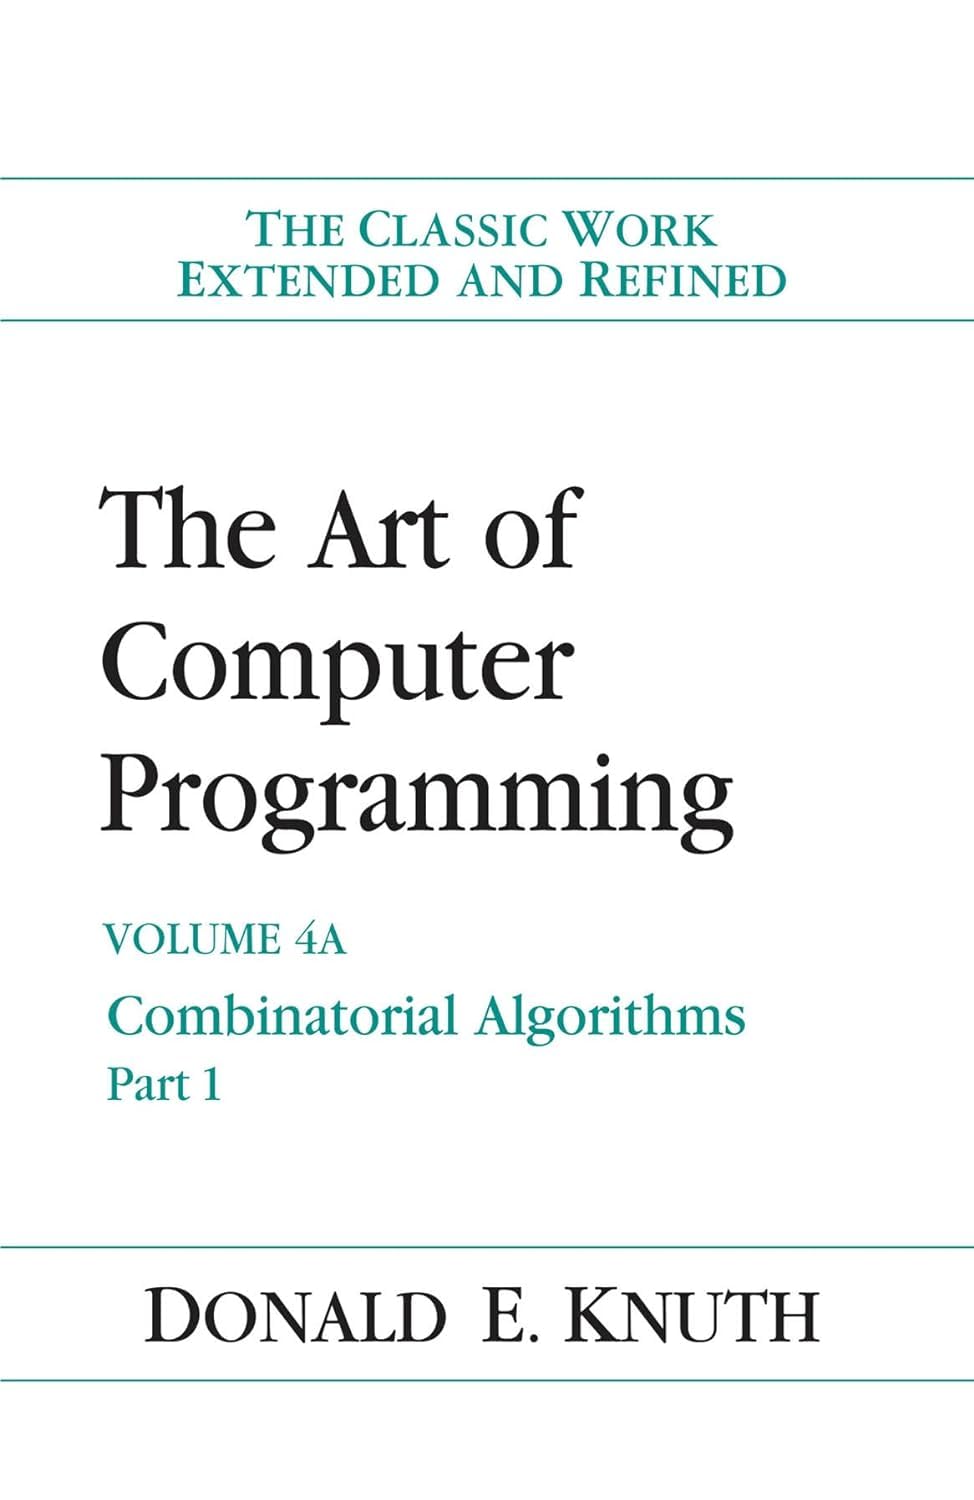 THE CLASSIC WORK
EXTENDED AND REFINED
The Art of
Computer
Programming
VOLUME 4A
Combinatorial Algorithms
Part 1
DONALD E. KNUTH